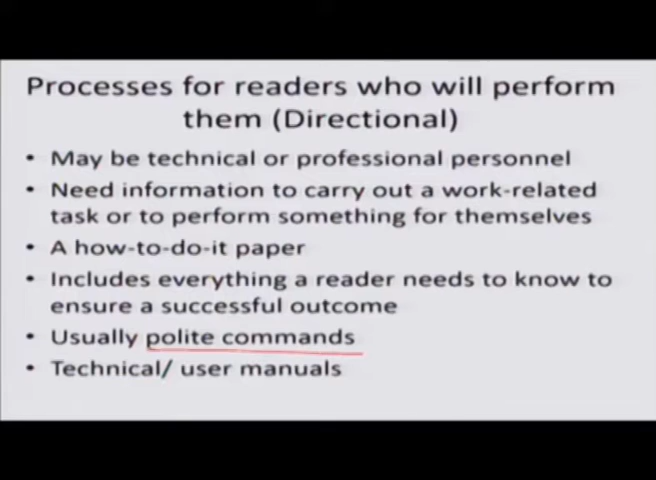 Processes for readers who will perform
them (Directional)
• May be technical or professional personnel
• Need information to carry out a work-related
task or to perform something for themselves
• A how-to-do-it paper
• Includes everything a reader needs to know to
ensure a successful outcome
• Usually polite commands
• Technical/ user manuals